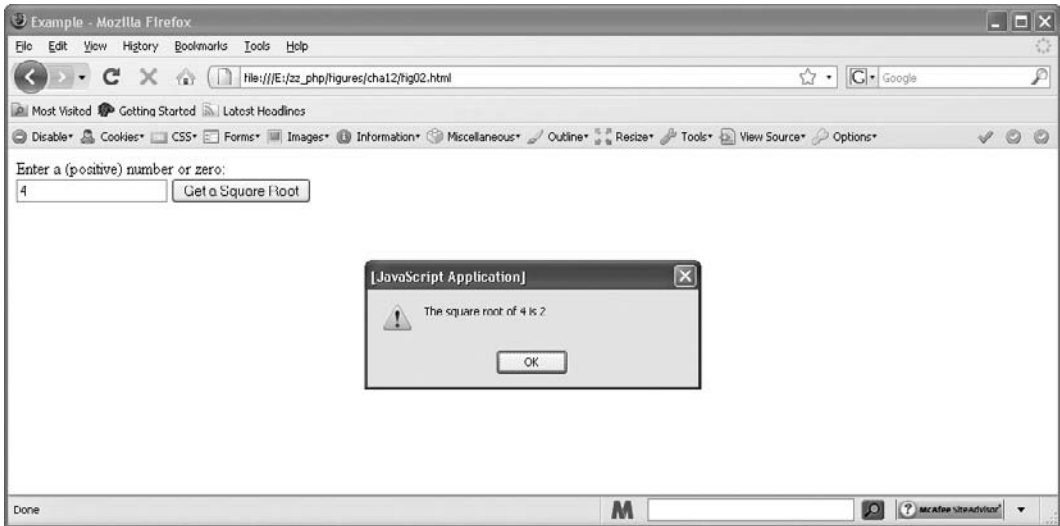 Example - Mozilla Firefox
File Edit View History Bookmarks Tools Help
file:///E:/zz_php/figures/cha12/fig02.html
G Google
Most Visited Getting Started Latest Headlines
Disable Cookies CSS Forms Images Information Miscellaneous Outline Resize Tools View Source Options
Enter a (positive) number or zero:
4 Get a Square Root
[JavaScript Application]
The square root of 4 is 2
OK
Done M ? McAfee SiteAdvisor